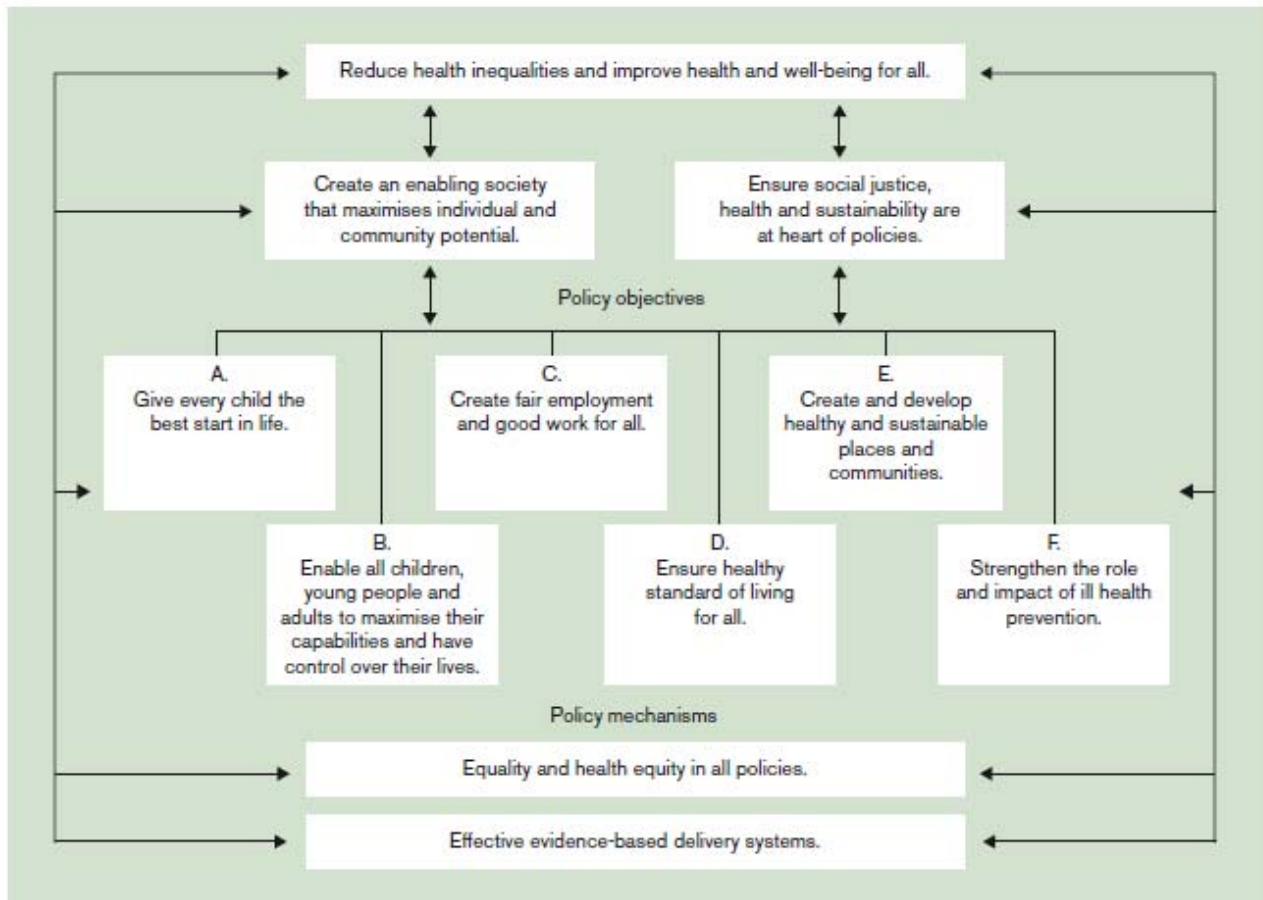 Reduce health inequalities and improve health and well-being for all.
Create an enabling society
that maximises individual and
community potential.
Ensure social justice,
health and sustainability are
at heart of policies.
Policy objectives
A.
Give every child the
best start in life.
B.
Enable all children,
young people and
adults to maximise their
capabilities and have
control over their lives.
C.
Create fair employment
and good work for all.
D.
Ensure healthy
standard of living
for all.
E.
Create and develop
healthy and sustainable
places and
communities.
F.
Strengthen the role
and impact of ill health
prevention.
Policy mechanisms
Equality and health equity in all policies.
Effective evidence-based delivery systems.